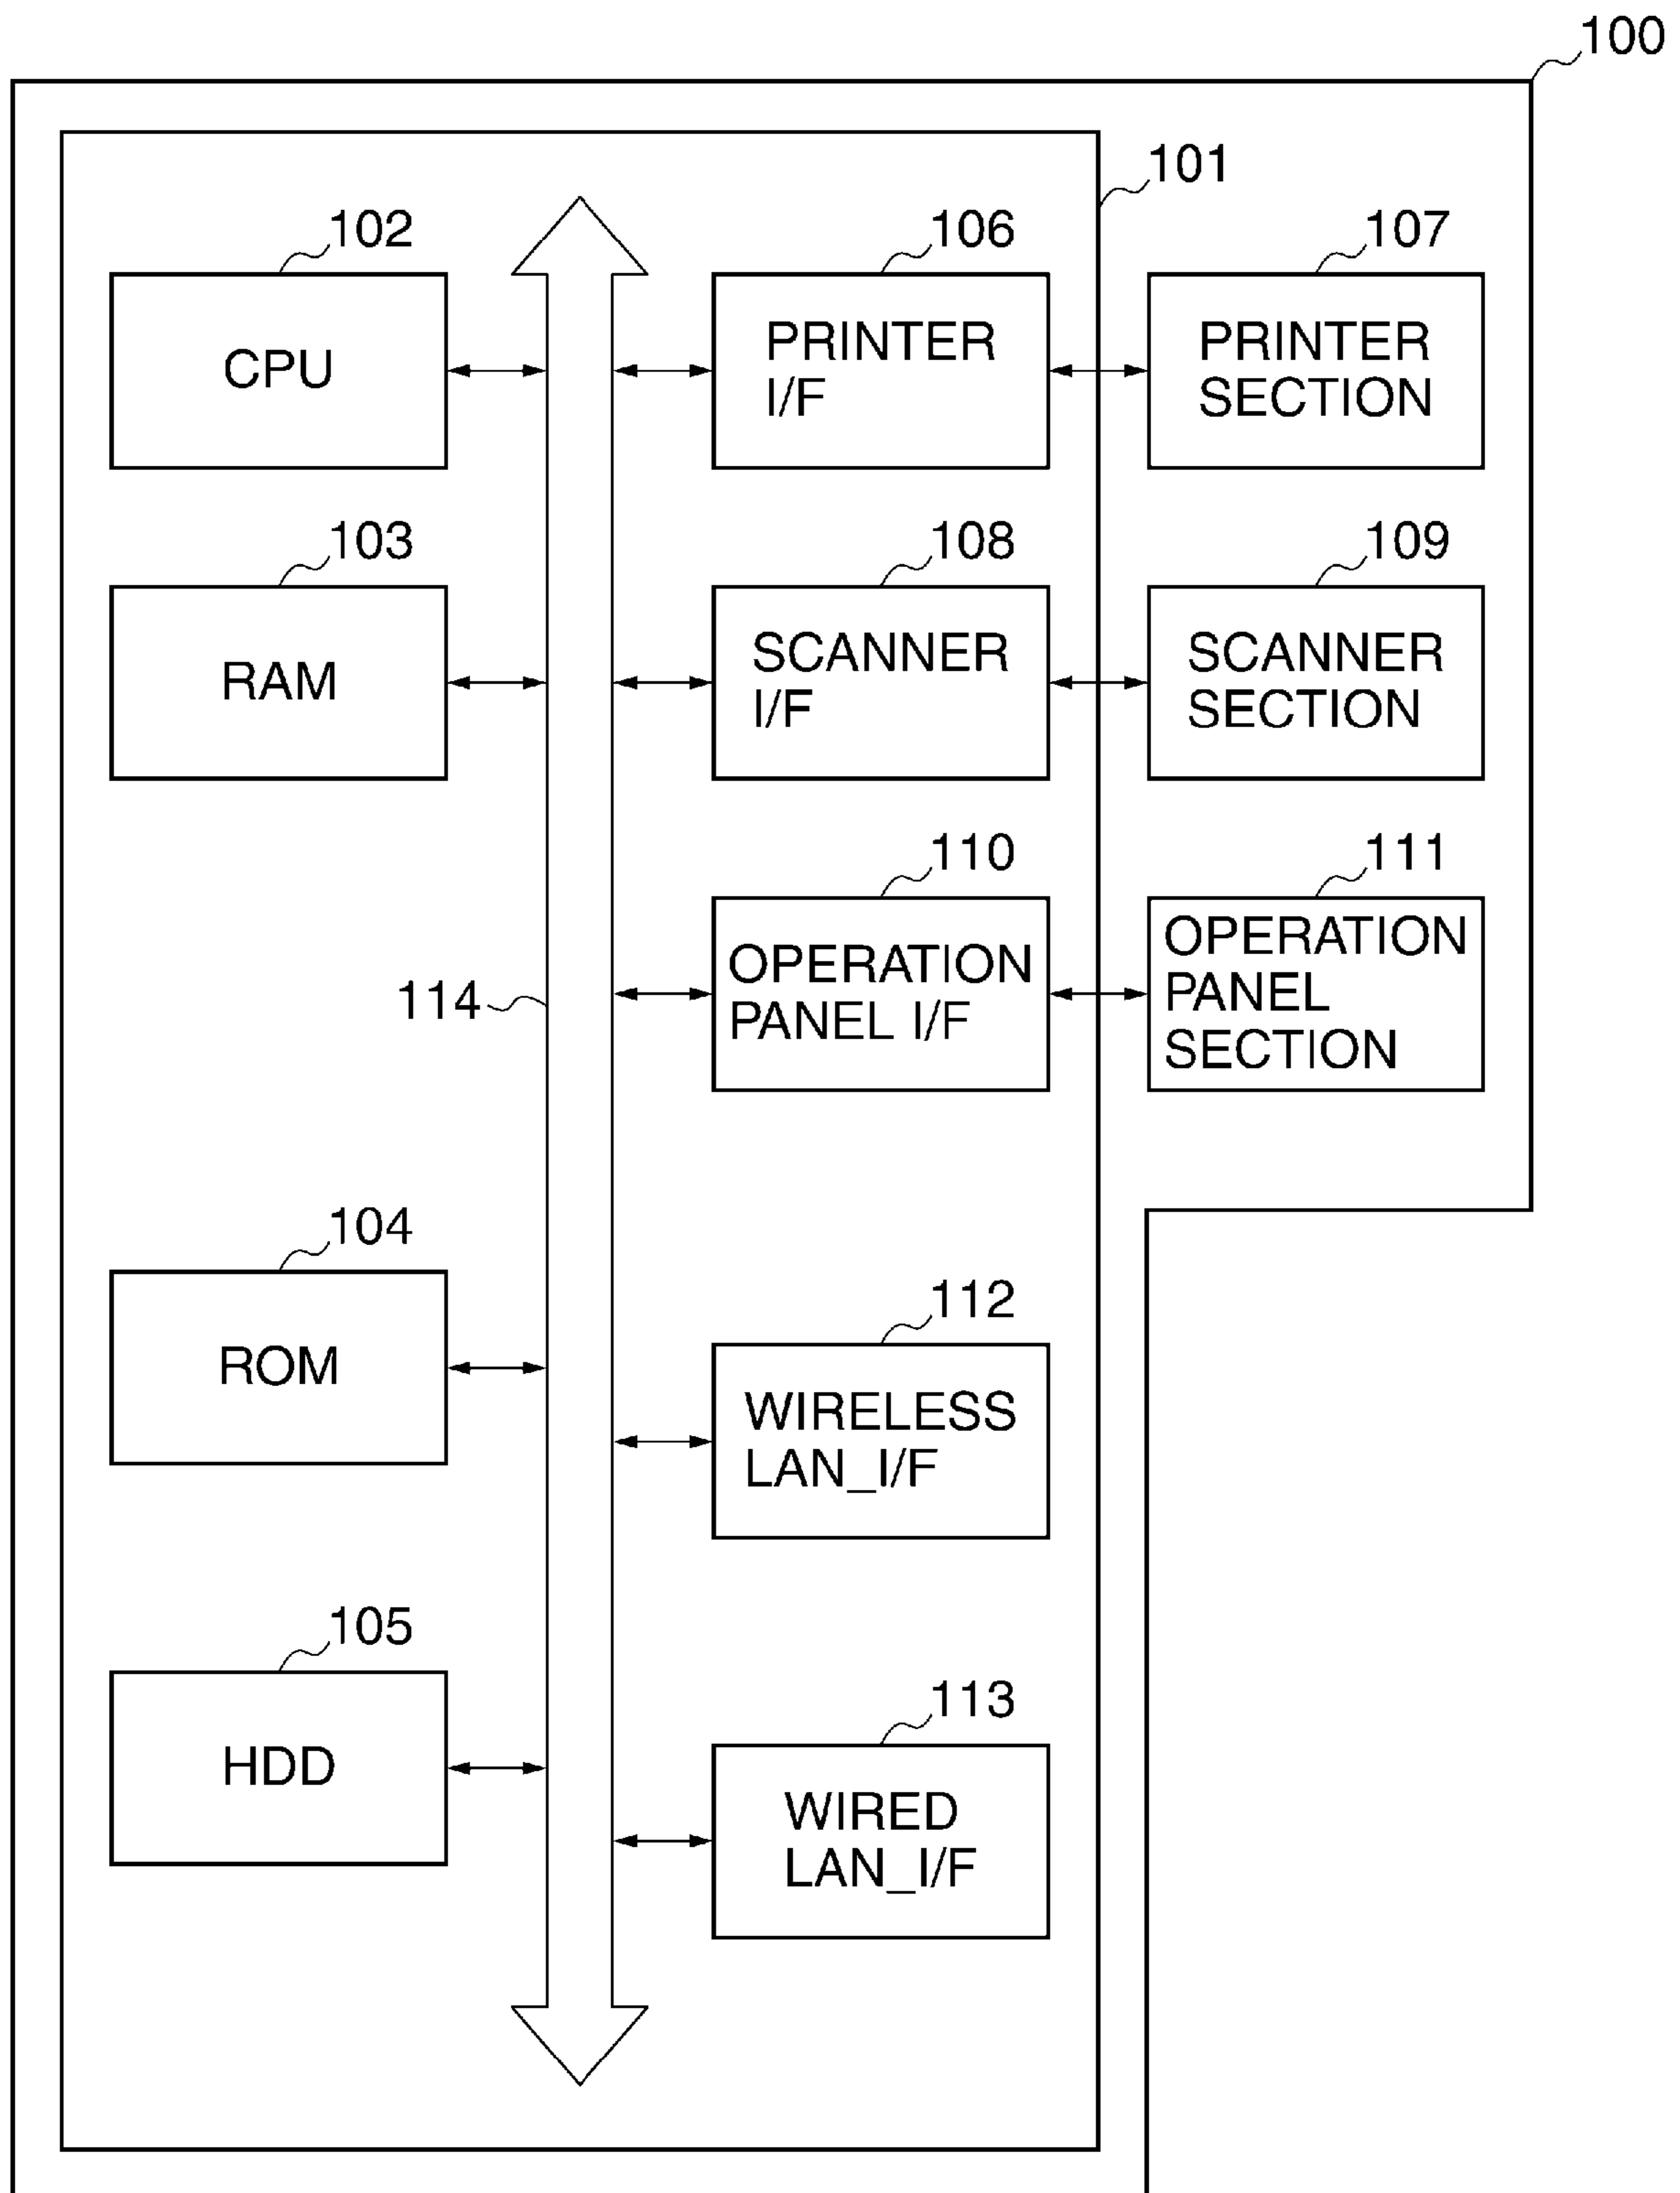 100
101
102
CPU
106
PRINTER
I/F
107
PRINTER
SECTION
103
RAM
108
SCANNER
I/F
109
SCANNER
SECTION
110
OPERATION
PANEL I/F
111
OPERATION
PANEL
SECTION
114
104
ROM
112
WIRELESS
LAN_I/F
105
HDD
113
WIRED
LAN_I/F